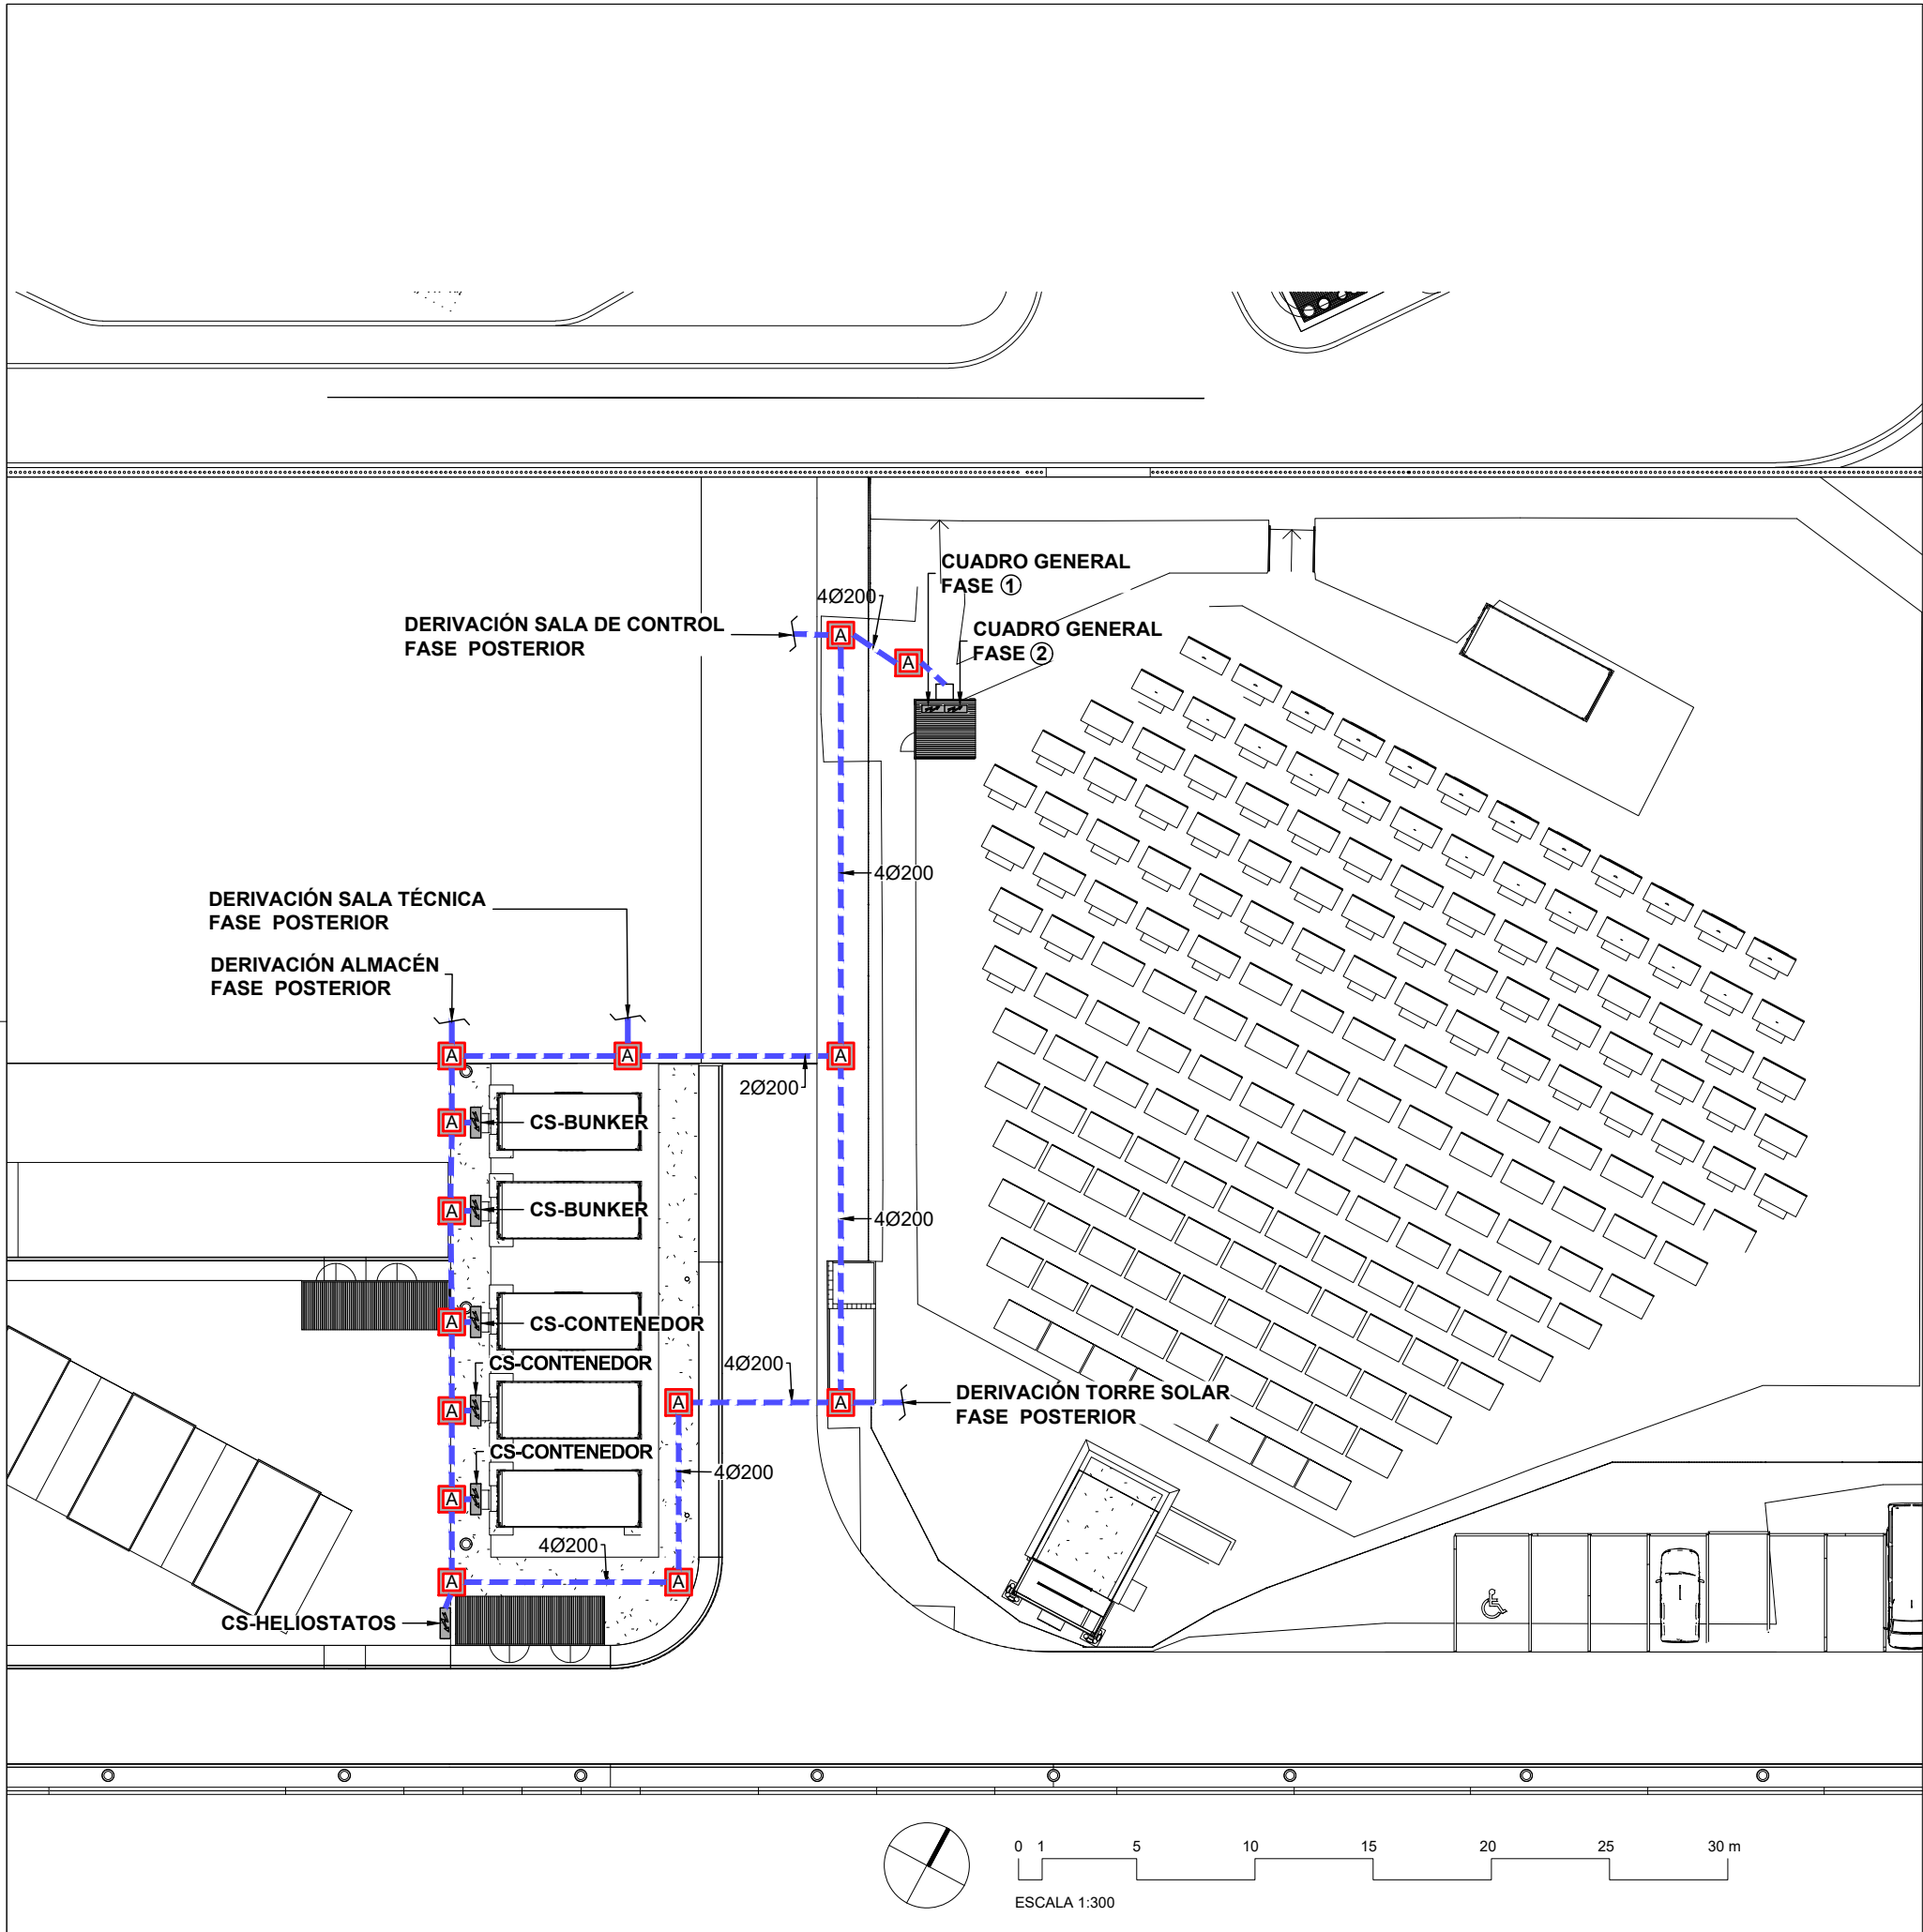 CUADRO GENERAL
FASE ①
4Ø200
DERIVACIÓN SALA DE CONTROL
FASE POSTERIOR
A
CUADRO GENERAL
FASE ②
A
4Ø200
DERIVACIÓN SALA TÉCNICA
FASE POSTERIOR
DERIVACIÓN ALMACÉN
FASE POSTERIOR
A
A
A
2Ø200
A
CS-BUNKER
A
CS-BUNKER
4Ø200
A
CS-CONTENEDOR
CS-CONTENEDOR
4Ø200
A
A
A
DERIVACIÓN TORRE SOLAR
FASE POSTERIOR
CS-CONTENEDOR
4Ø200
A
4Ø200
A
A
CS-HELIOSTATOS
0 1 5 10 15 20 25 30 m
ESCALA 1:300